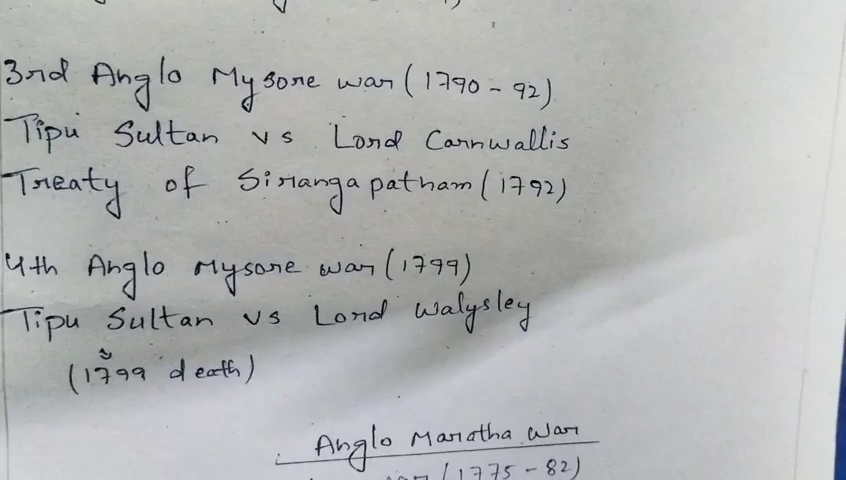 3rd Anglo Mysore war (1790 - 92)
Tipu Sultan vs Lord Carnwallis
Treaty of Sirangapatnam (1792)
4th Anglo Mysore war (1799)
Tipu Sultan vs Lord Walysley
(1799 death)
Anglo Maratha War
(1775 - 82)